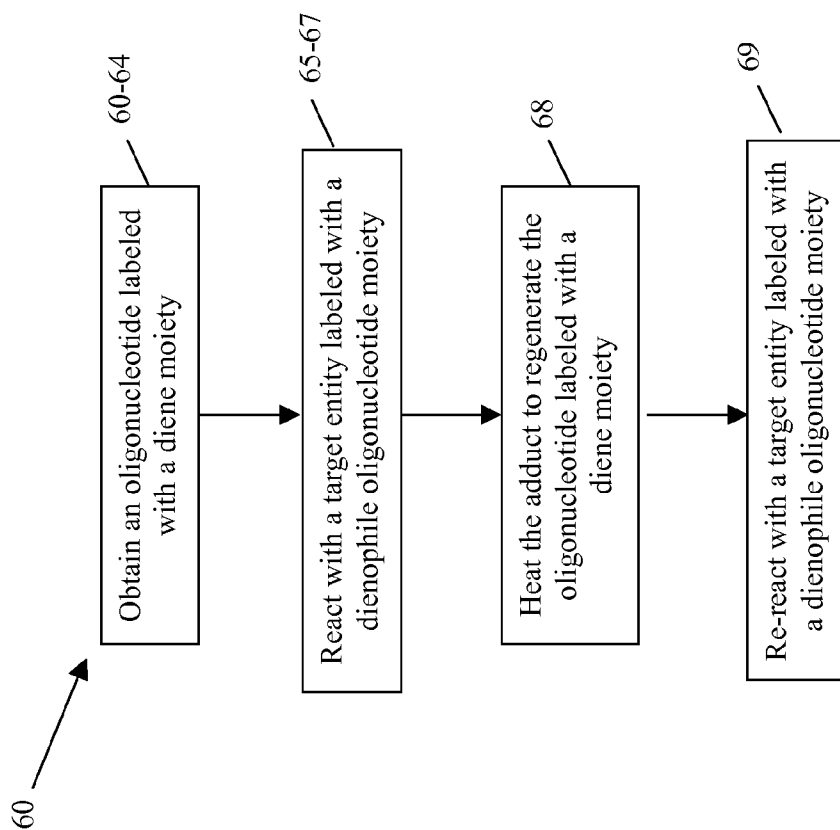 60
Obtain an oligonucleotide labeled
with a diene moiety
60-64
React with a target entity labeled with a
dienophile oligonucleotide moiety
65-67
Heat the adduct to regenerate the
oligonucleotide labeled with a
diene moiety
68
Re-react with a target entity labeled with
a dienophile oligonucleotide moiety
69